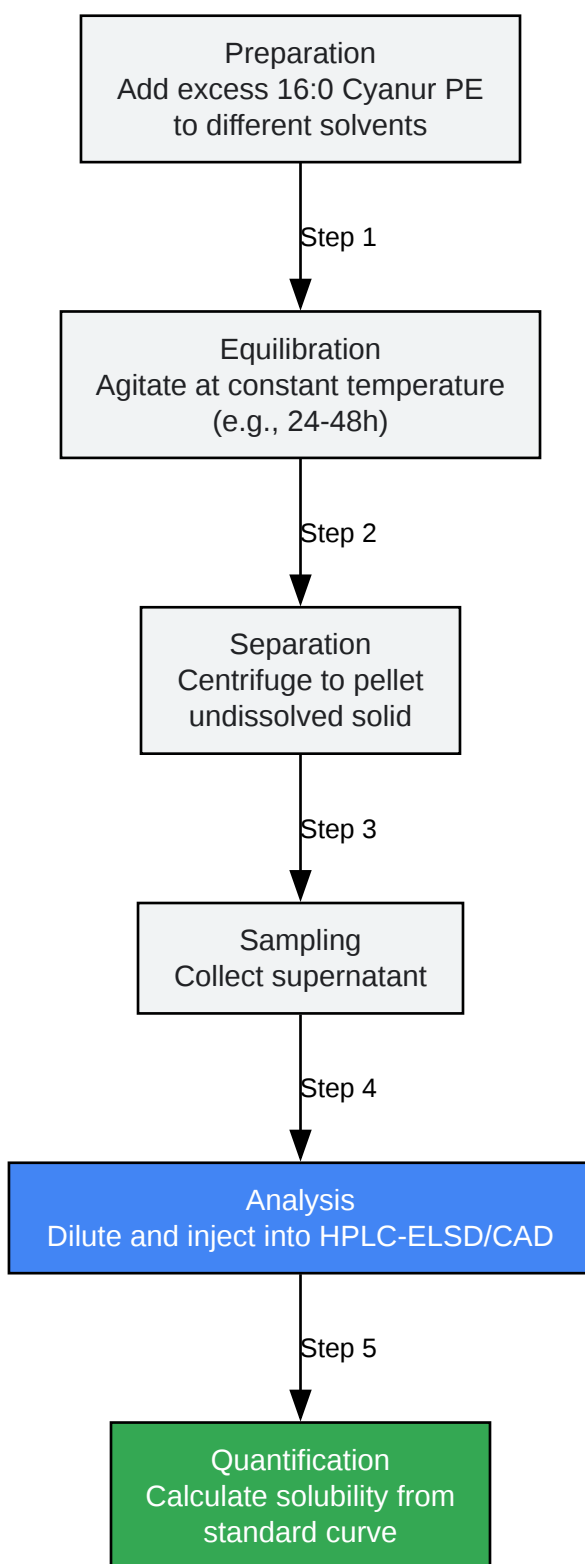 Preparation
Add excess 16:0 Cyanur PE
to different solvents
Step 1
Equilibration
Agitate at constant temperature
(e.g., 24-48h)
Step 2
Separation
Centrifuge to pellet
undissolved solid
Step 3
Sampling
Collect supernatant
Step 4
Analysis
Dilute and inject into HPLC-ELSD/CAD
Step 5
Quantification
Calculate solubility from
standard curve